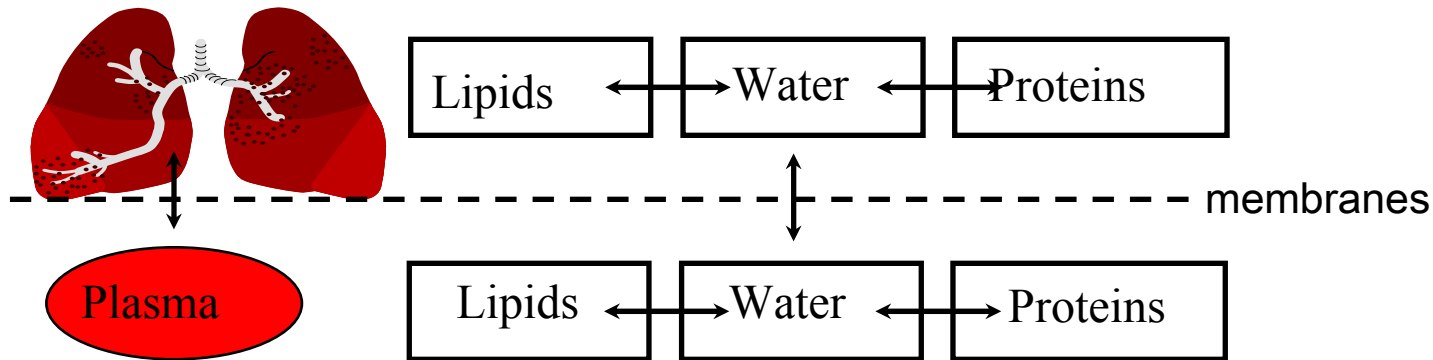 Lipids
Water
Proteins
membranes
Plasma
Lipids
Water
Proteins